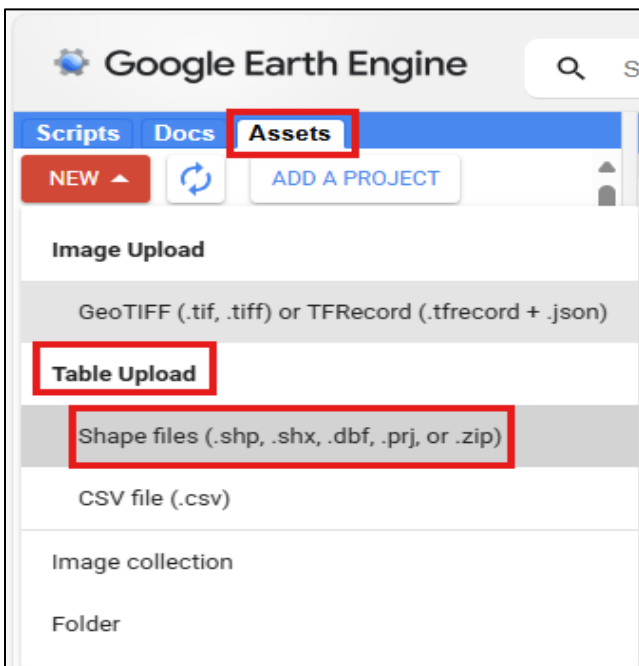 Google Earth Engine
S
Scripts Docs Assets
NEW ADD A PROJECT
Image Upload
GeoTIFF (.tif, .tiff) or TFRecord (.tfrecord + .json)
Table Upload
Shape files (.shp, .shx, .dbf, .prj, or .zip)
CSV file (.csv)
Image collection
Folder